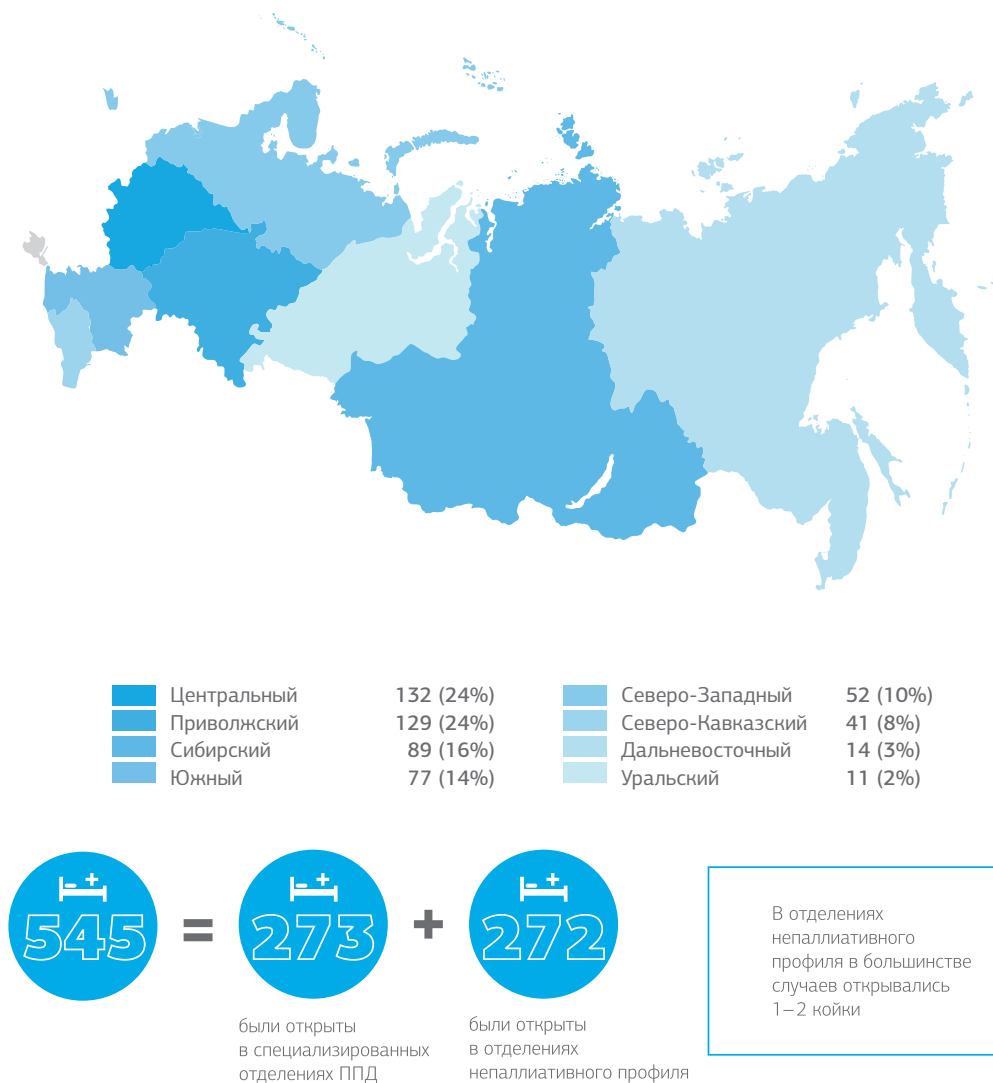 Центральный 132 (24%)
Приволжский 129 (24%)
Сибирский 89 (16%)
Южный 77 (14%)
Северо-Западный 52 (10%)
Северо-Кавказский 41 (8%)
Дальневосточный 14 (3%)
Уральский 11 (2%)
545 = 273 + 272
были открыты
в специализированных
отделениях ППД
были открыты
в отделениях
непаллиативного профиля
В отделениях
непаллиативного
профиля в большинстве
случаев открывались
1–2 койки